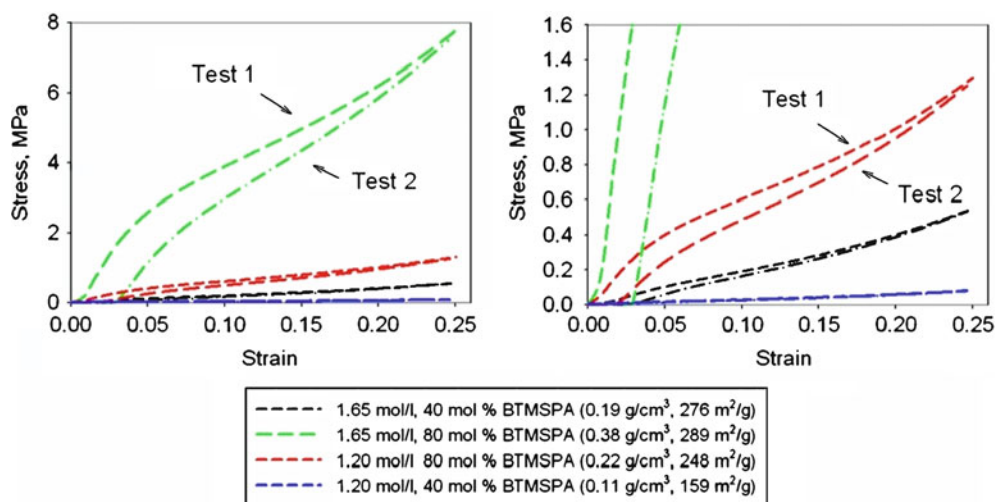 8
6
4
2
0
Stress, MPa
Test 1
Test 2
0.00 0.05 0.10 0.15 0.20 0.25
Strain
1.6
1.4
1.2
1.0
0.8
0.6
0.4
0.2
0.0
Stress, MPa
Test 1
Test 2
0.00 0.05 0.10 0.15 0.20 0.25
Strain
1.65 mol/l, 40 mol % BTMSPA (0.19 g/cm³, 276 m²/g)
1.65 mol/l, 80 mol % BTMSPA (0.38 g/cm³, 289 m²/g)
1.20 mol/l 80 mol % BTMSPA (0.22 g/cm³, 248 m²/g)
1.20 mol/l, 40 mol % BTMSPA (0.11 g/cm³, 159 m²/g)